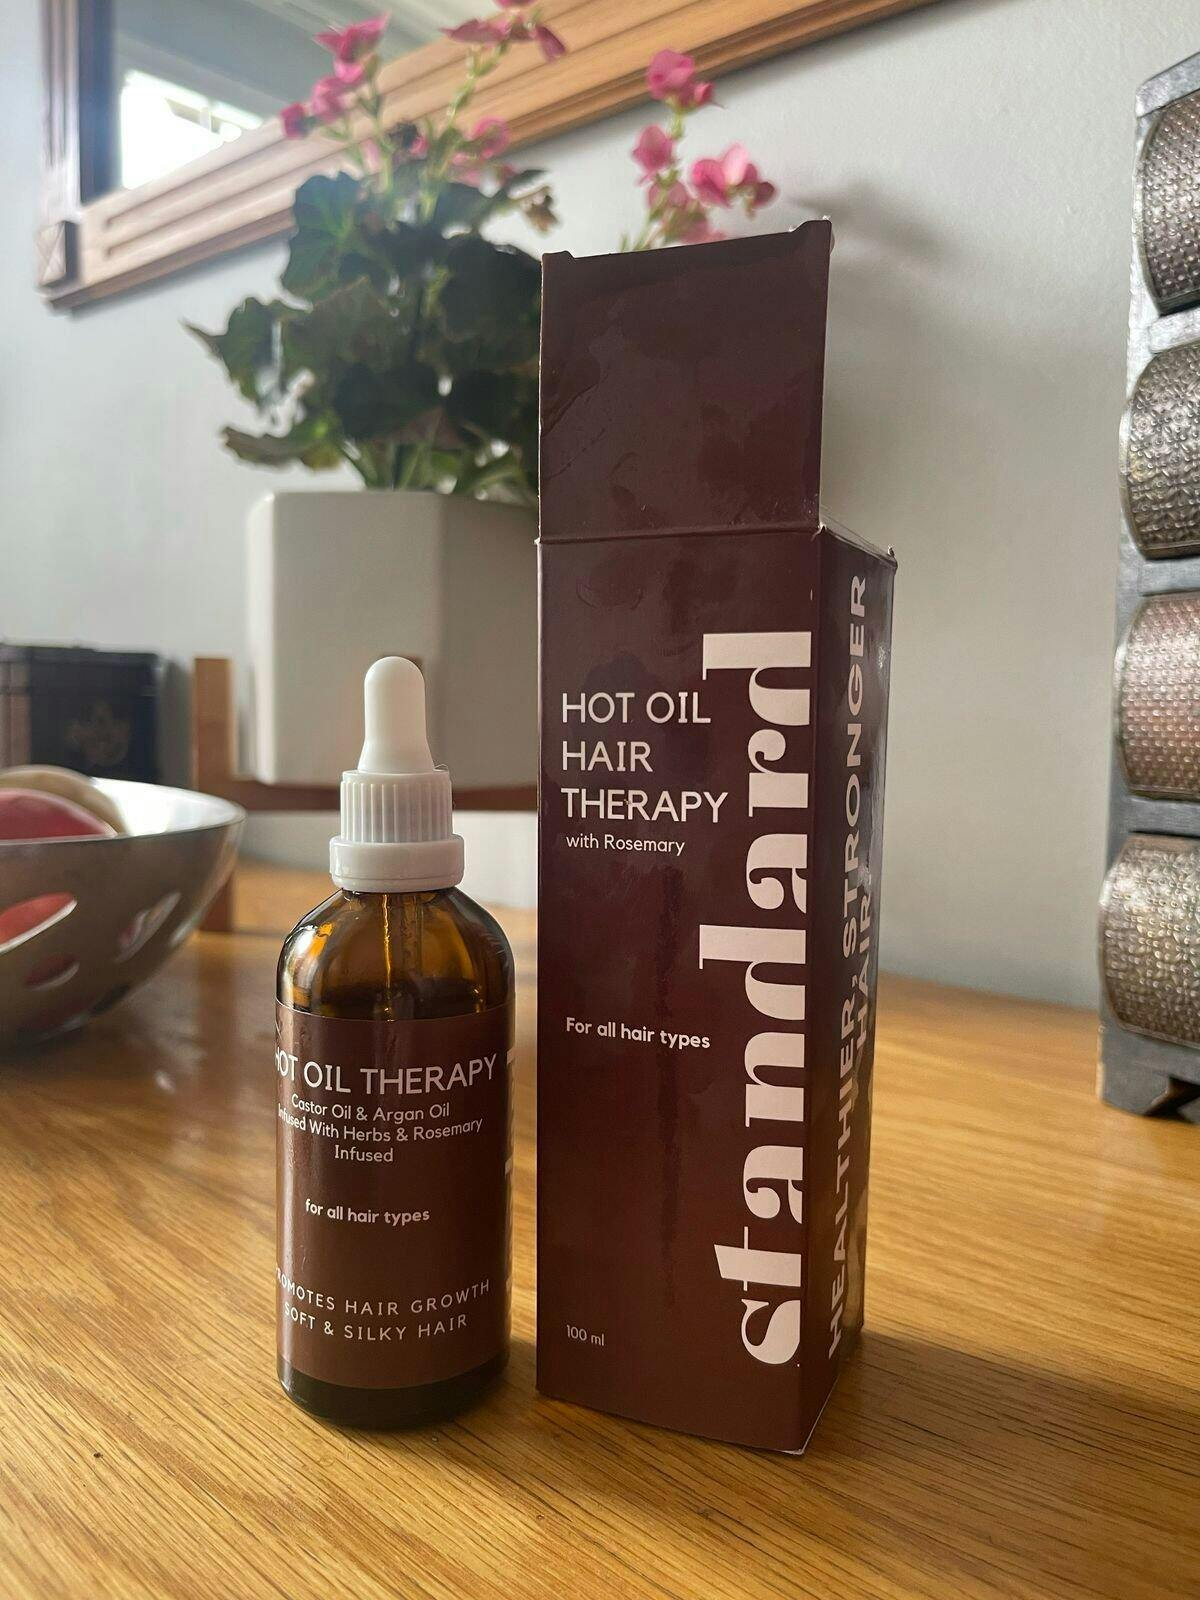 HOT OIL
HAIR
THERAPY
with Rosemary
For all hair types
100 ml
standard
HEALTHIER, STRONGER
HAIR
HOT OIL THERAPY
Castor Oil & Argan Oil
Infused With Herbs & Rosemary
Infused
for all hair types
PROMOTES HAIR GROWTH
SOFT & SILKY HAIR